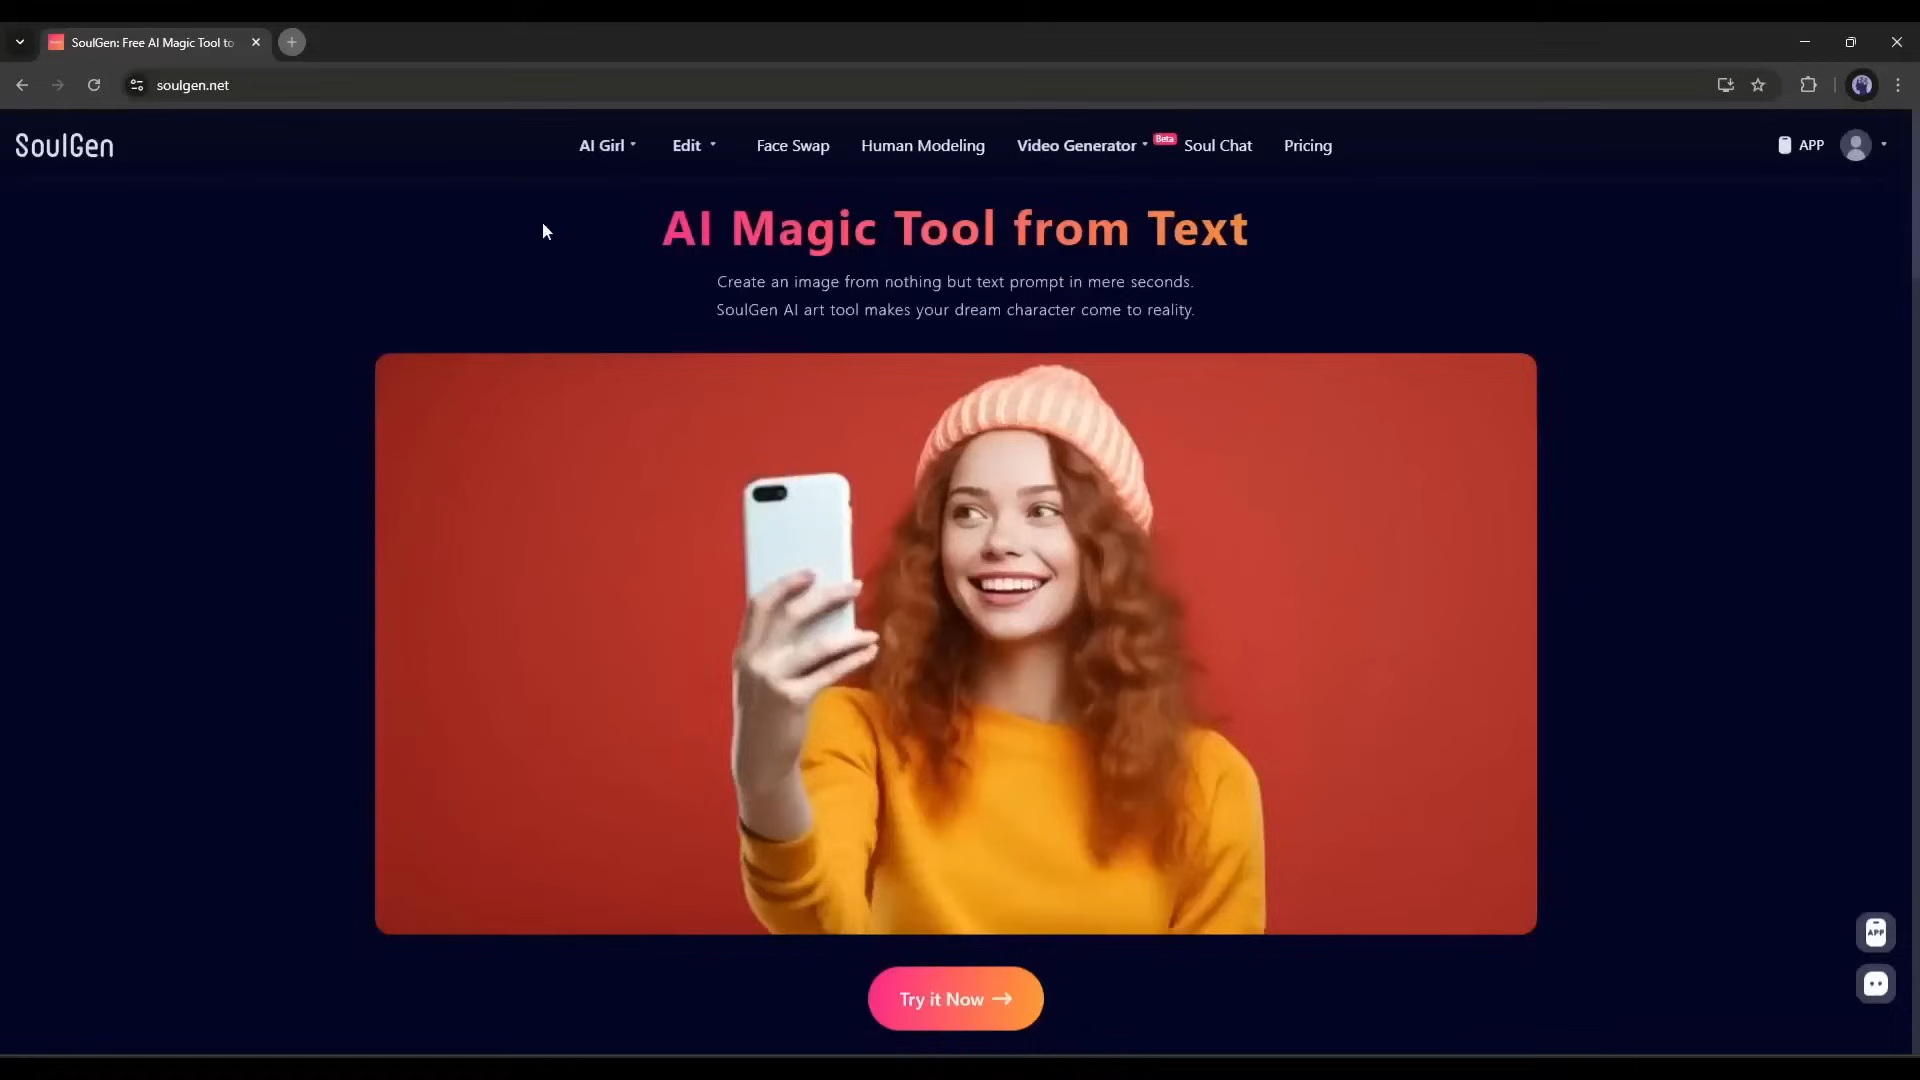 SoulGen: Free AI Magic Tool to
soulgen.net
SoulGen
AI Girl
Edit
Face Swap
Human Modeling
Video Generator
Beta
Soul Chat
Pricing
APP
AI Magic Tool from Text
Create an image from nothing but text prompt in mere seconds.
SoulGen AI art tool makes your dream character come to reality.
APP
Try it Now